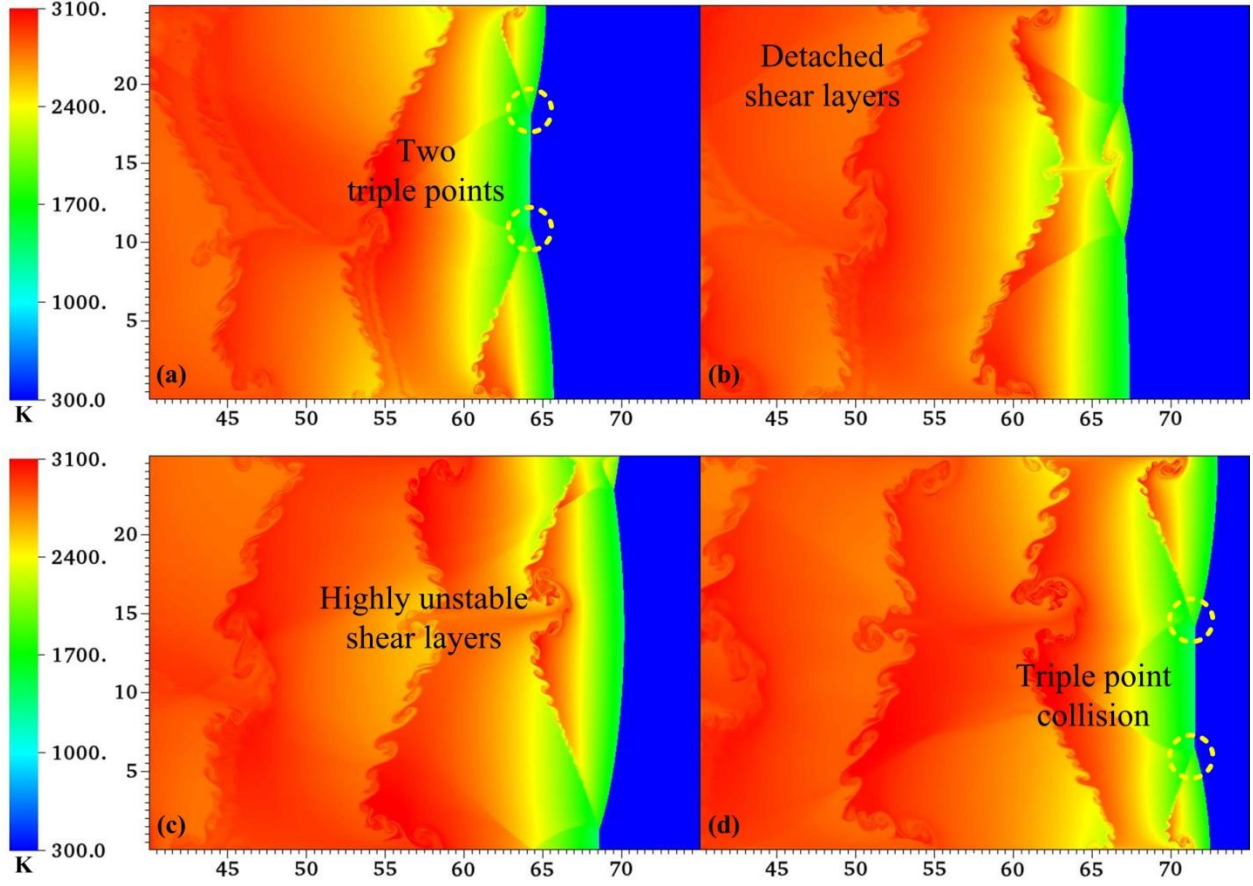 3100.
2400.
1700.
1000.
300.0
K
20
15
10
5
45 50 55 60 65 70
Two
triple points
(a)
Detached
shear layers
(b)
45 50 55 60 65 70
3100.
2400.
1700.
1000.
300.0
K
20
15
10
5
45 50 55 60 65 70
Highly unstable
shear layers
(c)
Triple point
collision
(d)
45 50 55 60 65 70